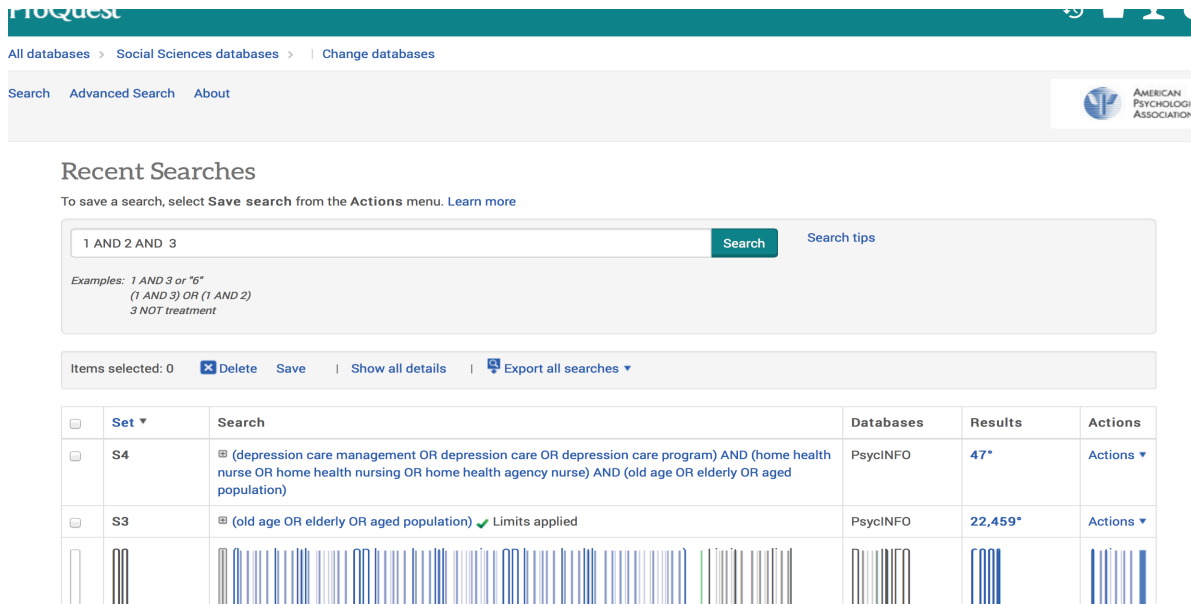 ProQuest
All databases > Social Sciences databases > | Change databases
Search Advanced Search About
AMERICAN
ASSOCIATION
Recent Searches
To save a search, select Save search from the Actions menu. Learn more
1 AND 2 AND 3
Search
Search tips
Examples: 1 AND 3 or "6"
(1 AND 3) OR (1 AND 2)
3 NOT treatment
Items selected: 0 Delete Save | Show all details | Export all searches
Set Search Databases Results Actions
S4 (depression care management OR depression care OR depression care program) AND (home health PsycINFO 47° Actions
nurse OR home health nursing OR home health agency nurse) AND (old age OR elderly OR aged
population)
S3 (old age OR elderly OR aged population) Limits applied PsycINFO 22,459° Actions